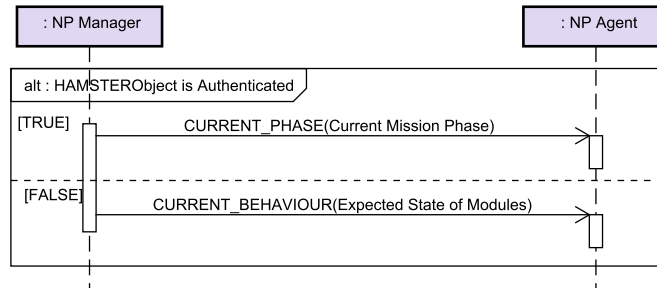 : NP Manager
: NP Agent
alt : HAMSTERObject is Authenticated
[TRUE]
CURRENT_PHASE(Current Mission Phase)
[FALSE]
CURRENT_BEHAVIOUR(Expected State of Modules)